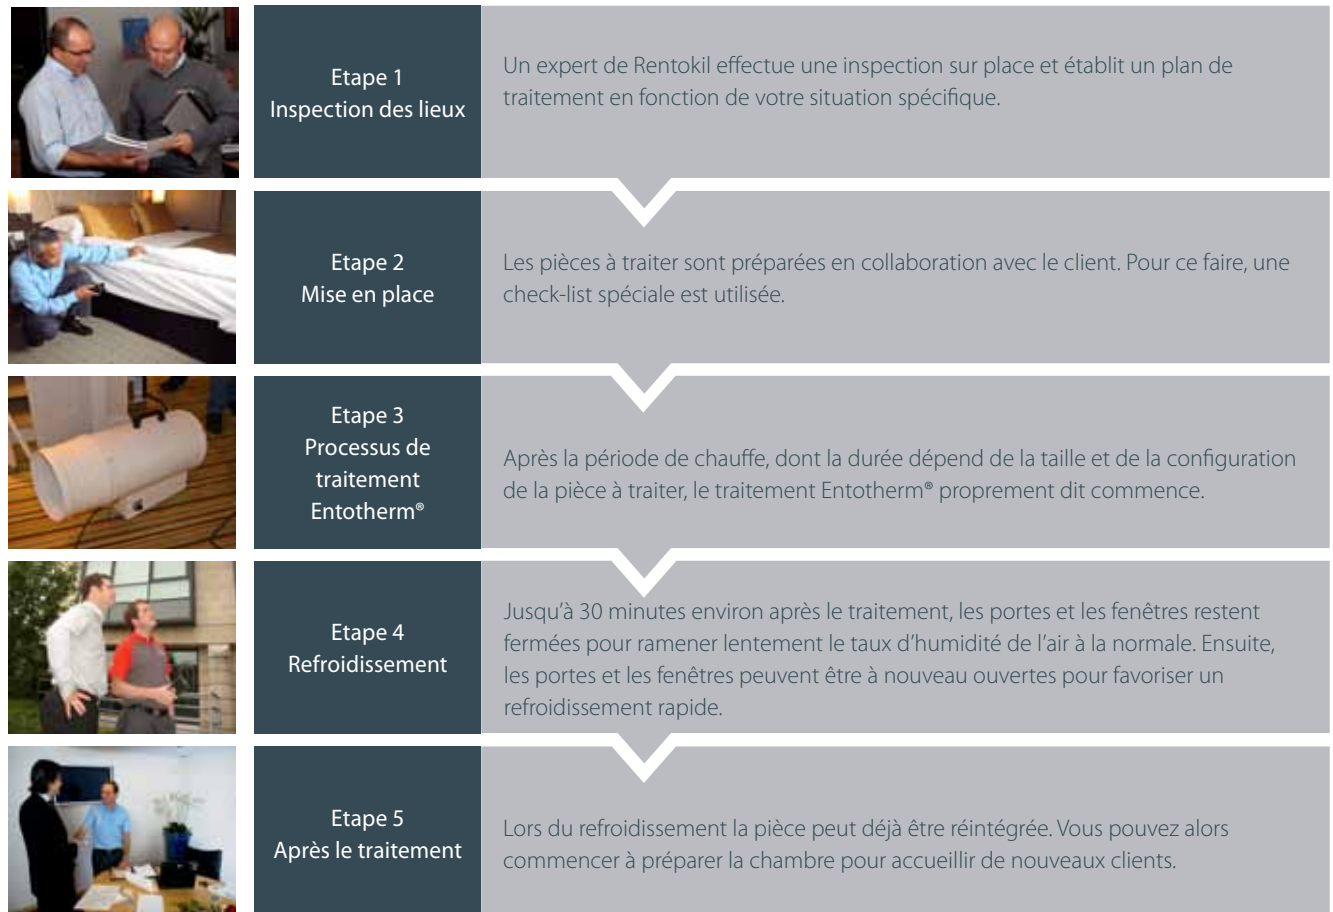 Etape 1
Inspection des lieux
Un expert de Rentokil effectue une inspection sur place et établit un plan de
traitement en fonction de votre situation spécifique.
Etape 2
Mise en place
Les pièces à traiter sont préparées en collaboration avec le client. Pour ce faire, une
check-list spéciale est utilisée.
Etape 3
Processus de
traitement
Entotherm®
Après la période de chauffe, dont la durée dépend de la taille et de la configuration
de la pièce à traiter, le traitement Entotherm® proprement dit commence.
Etape 4
Refroidissement
Jusqu'à 30 minutes environ après le traitement, les portes et les fenêtres restent
fermées pour ramener lentement le taux d'humidité de l'air à la normale. Ensuite,
les portes et les fenêtres peuvent être à nouveau ouvertes pour favoriser un
refroidissement rapide.
Etape 5
Après le traitement
Lors du refroidissement la pièce peut déjà être réintégrée. Vous pouvez alors
commencer à préparer la chambre pour accueillir de nouveaux clients.